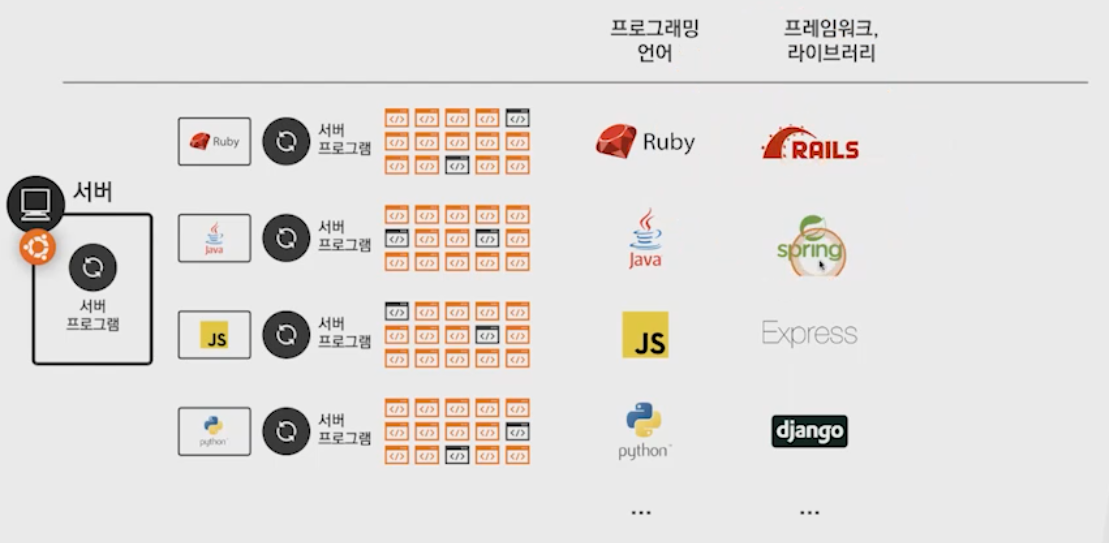 프로그래밍
언어
프레임워크,
라이브러리
Ruby
서버
프로그램
</>
Ruby
RAILS
서버
서버
프로그램
Java
서버
프로그램
</>
Java
spring
JS
서버
프로그램
</>
JS
Express
python
서버
프로그램
</>
python
django
...
...